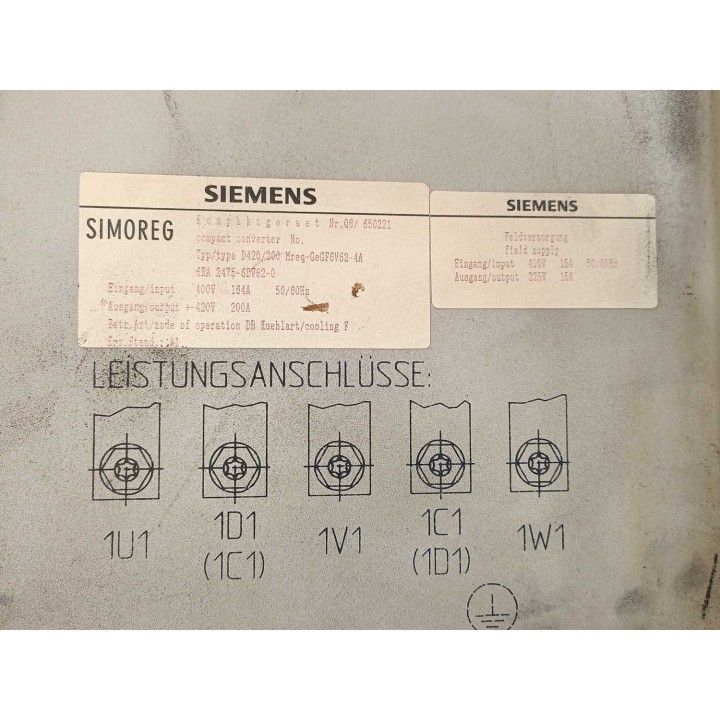 SIEMENS
SIMOREG
Kompaktgeraet Nr.Q6/ 650221
compact converter No.
Typ/type D420/200 Mreq-GeGF6V62-4A
6RA 2475-6DV62-0
Eingang/input 400V 164A 50/60Hz
Ausgang/output +-420V 200A
Betr.Art/mode of operation DB Kuehlart/cooling F
Erz.Stand.:A1
SIEMENS
Feldversorgung
field supply
Eingang/input 15A 50/60Hz
Ausgang/output 325V 15A
LEISTUNGSANSCHLÜSSE:
1U1
1D1
(1C1)
1V1
1C1
(1D1)
1W1